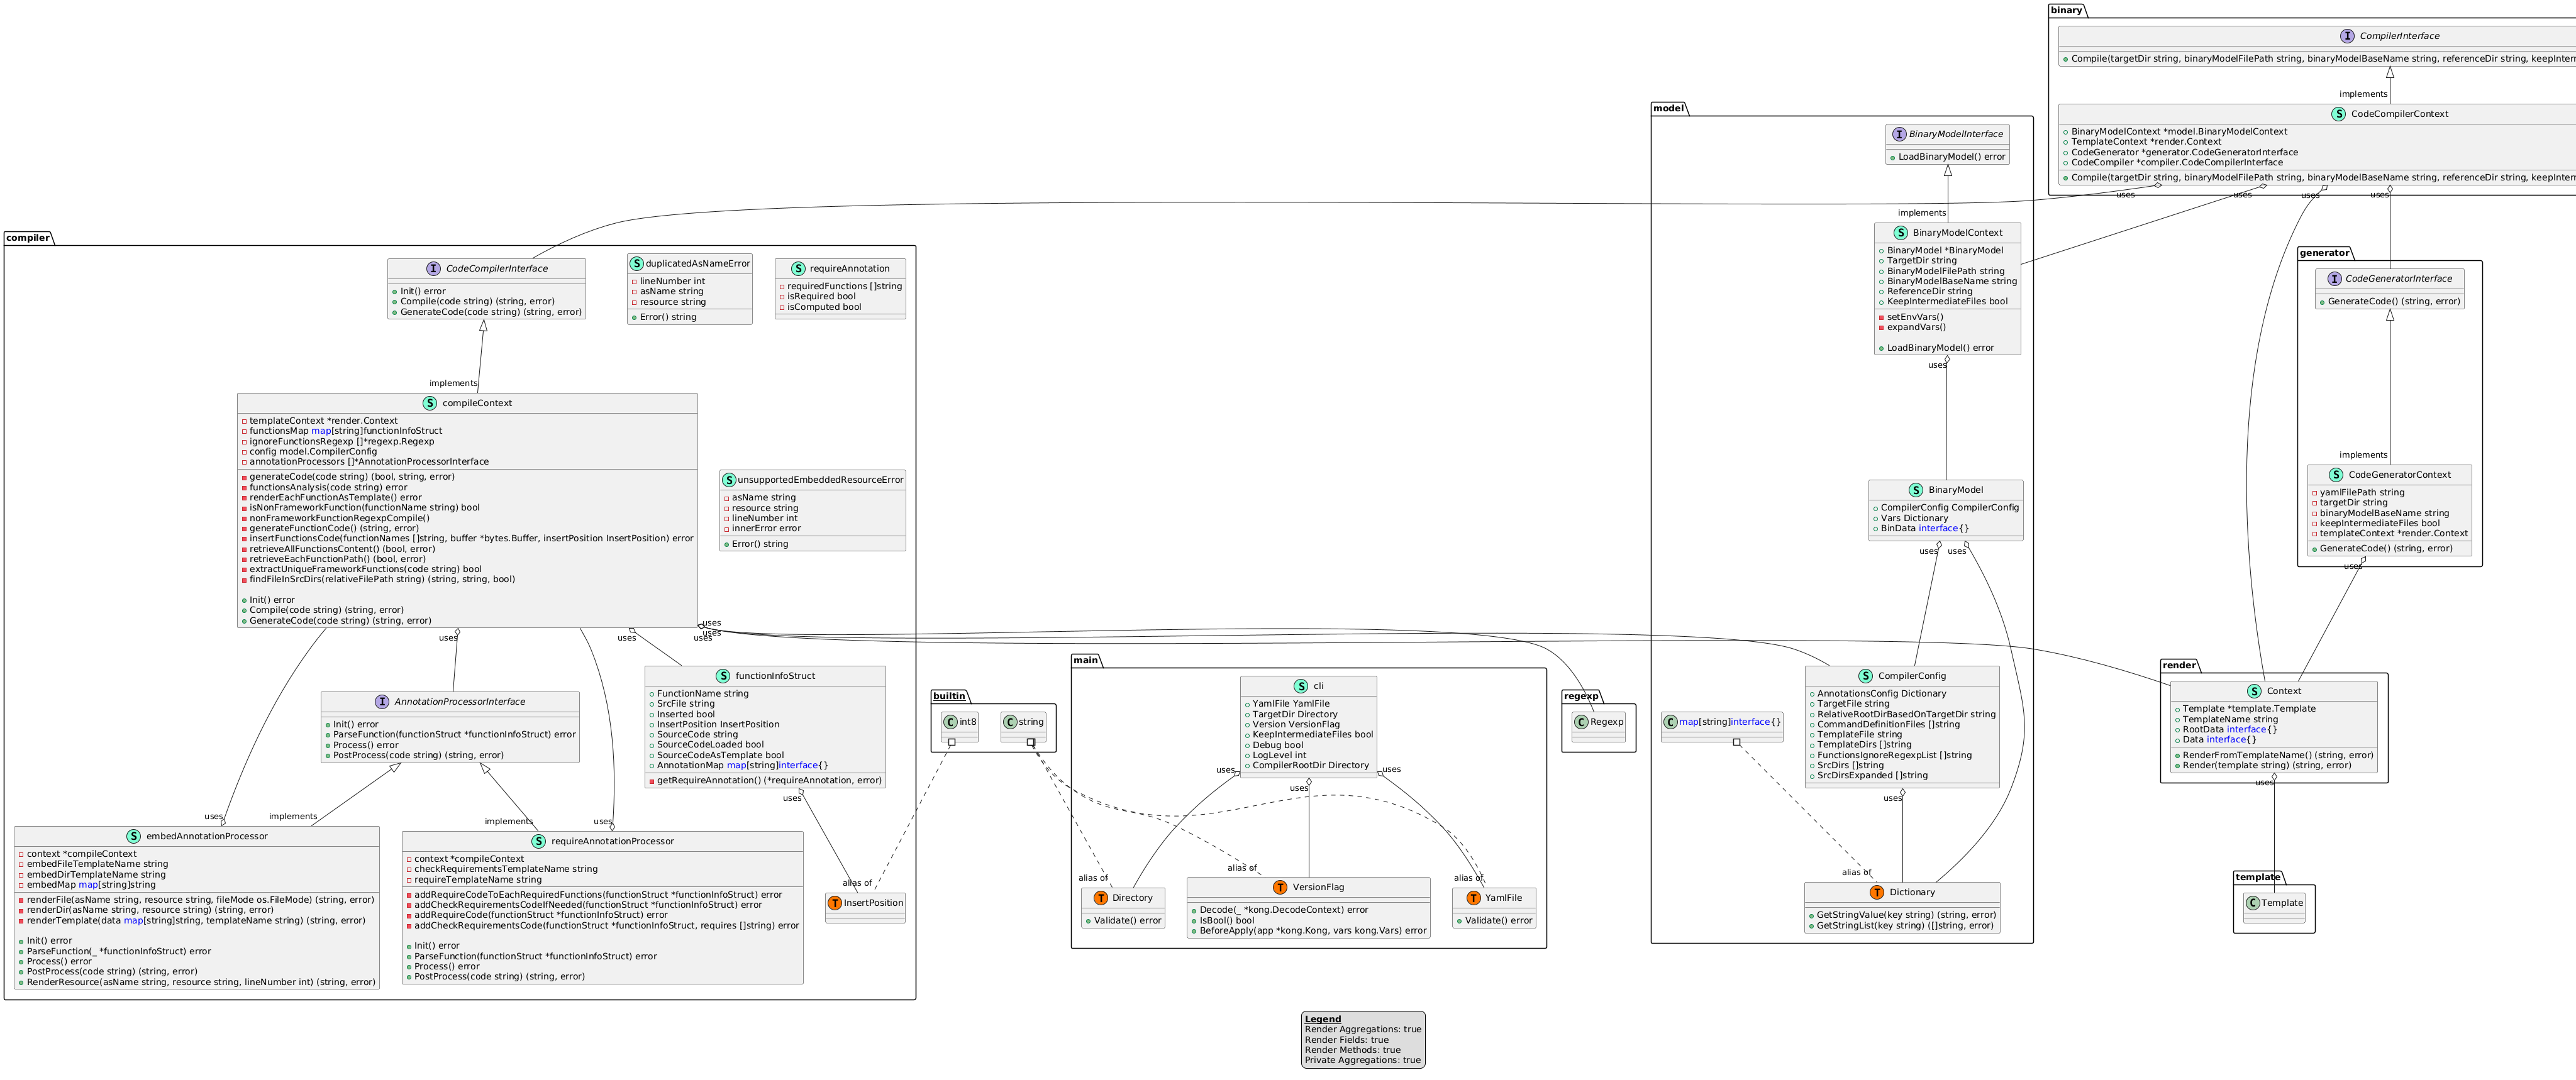 binary
CompilerInterface
Compile(targetDir string, binaryModelFilePath string, binaryModelBaseName string, referenceDir string,
implements
CodeCompilerContext
BinaryModelContext *model.BinaryModelContext
TemplateContext *render.Context
CodeGenerator *generator.CodeGeneratorInterface
CodeCompiler *compiler.CodeCompilerInterface
Compile(targetDir string, binaryModelFilePath string, binaryModelBaseName string, referenceDir string,
uses
uses
uses
uses
model
BinaryModelInterface
LoadBinaryModel() error
implements
BinaryModelContext
BinaryModel *BinaryModel
TargetDir string
BinaryModelFilePath string
BinaryModelBaseName string
ReferenceDir string
KeepIntermediateFiles bool
setEnvVars()
expandVars()
LoadBinaryModel() error
uses
BinaryModel
CompilerConfig CompilerConfig
Vars Dictionary
BinData interface{}
uses
uses
CompilerConfig
AnnotationsConfig Dictionary
TargetFile string
RelativeRootDirBasedOnTargetDir string
CommandDefinitionFiles []string
TemplateFile string
TemplateDirs []string
FunctionsIgnoreRegexpList []string
SrcDirs []string
SrcDirsExpanded []string
uses
map[string]interface{}
alias of
Dictionary
GetStringValue(key string) (string, error)
GetStringList(key string) ([]string, error)
generator
CodeGeneratorInterface
GenerateCode() (string, error)
implements
CodeGeneratorContext
yamlFilePath string
targetDir string
binaryModelBaseName string
keepIntermediateFiles bool
templateContext *render.Context
GenerateCode() (string, error)
uses
render
Context
Template *template.Template
TemplateName string
RootData interface{}
Data interface{}
RenderFromTemplateName() (string, error)
Render(template string) (string, error)
uses
template
Template
compiler
CodeCompilerInterface
Init() error
Compile(code string) (string, error)
GenerateCode(code string) (string, error)
implements
duplicatedAsNameError
lineNumber int
asName string
resource string
Error() string
requireAnnotation
requiredFunctions []string
isRequired bool
isComputed bool
compileContext
templateContext *render.Context
functionsMap map[string]functionInfoStruct
ignoreFunctionsRegexp []*regexp.Regexp
config model.CompilerConfig
annotationProcessors []*AnnotationProcessorInterface
generateCode(code string) (bool, string, error)
functionsAnalysis(code string) error
renderEachFunctionAsTemplate() error
isNonFrameworkFunction(functionName string) bool
nonFrameworkFunctionRegexpCompile()
generateFunctionCode() (string, error)
insertFunctionsCode(functionNames []string, buffer *bytes.Buffer, insertPosition InsertPosition) error
retrieveAllFunctionsContent() (bool, error)
retrieveEachFunctionPath() (bool, error)
extractUniqueFrameworkFunctions(code string) bool
findFileInSrcDirs(relativeFilePath string) (string, string, bool)
Init() error
Compile(code string) (string, error)
GenerateCode(code string) (string, error)
uses
uses
uses
uses
uses
unsupportedEmbeddedResourceError
asName string
resource string
lineNumber int
innerError error
Error() string
AnnotationProcessorInterface
Init() error
ParseFunction(functionStruct *functionInfoStruct) error
Process() error
PostProcess(code string) (string, error)
functionInfoStruct
FunctionName string
SrcFile string
Inserted bool
InsertPosition InsertPosition
SourceCode string
SourceCodeLoaded bool
SourceCodeAsTemplate bool
AnnotationMap map[string]interface{}
getRequireAnnotation() (*requireAnnotation, error)
uses
uses
implements
implements
uses
embedAnnotationProcessor
context *compileContext
embedFileTemplateName string
embedDirTemplateName string
embedMap map[string]string
renderFile(asName string, resource string, fileMode os.FileMode) (string, error)
renderDir(asName string, resource string) (string, error)
renderTemplate(data map[string]string, templateName string) (string, error)
Init() error
ParseFunction(_ *functionInfoStruct) error
Process() error
PostProcess(code string) (string, error)
RenderResource(asName string, resource string, lineNumber int) (string, error)
requireAnnotationProcessor
context *compileContext
checkRequirementsTemplateName string
requireTemplateName string
addRequireCodeToEachRequiredFunctions(functionStruct *functionInfoStruct) error
addCheckRequirementsCodeIfNeeded(functionStruct *functionInfoStruct) error
addRequireCode(functionStruct *functionInfoStruct) error
addCheckRequirementsCode(functionStruct *functionInfoStruct, requires []string) error
Init() error
ParseFunction(functionStruct *functionInfoStruct) error
Process() error
PostProcess(code string) (string, error)
alias of
InsertPosition
builtin
int8
string
main
cli
YamlFile YamlFile
TargetDir Directory
Version VersionFlag
KeepIntermediateFiles bool
Debug bool
LogLevel int
CompilerRootDir Directory
uses
uses
uses
alias of
alias of
alias of
Directory
Validate() error
VersionFlag
Decode(_ *kong.DecodeContext) error
IsBool() bool
BeforeApply(app *kong.Kong, vars kong.Vars) error
YamlFile
Validate() error
regexp
Regexp
Legend
Render Aggregations: true
Render Fields: true
Render Methods: true
Private Aggregations: true